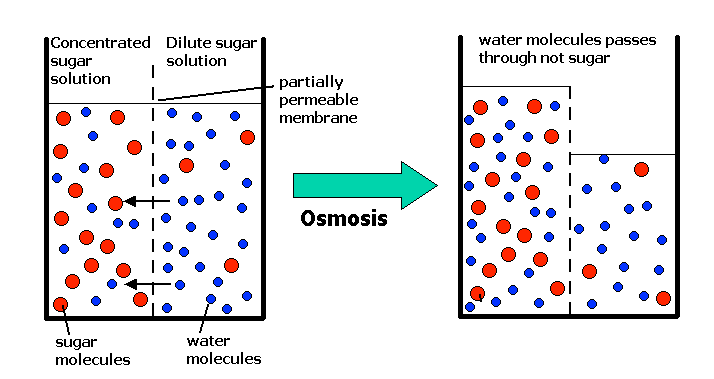 Concentrated
sugar
solution
Dilute sugar
solution
partially
permeable
membrane
sugar
molecules
water
molecules
Osmosis
water molecules passes
through not sugar